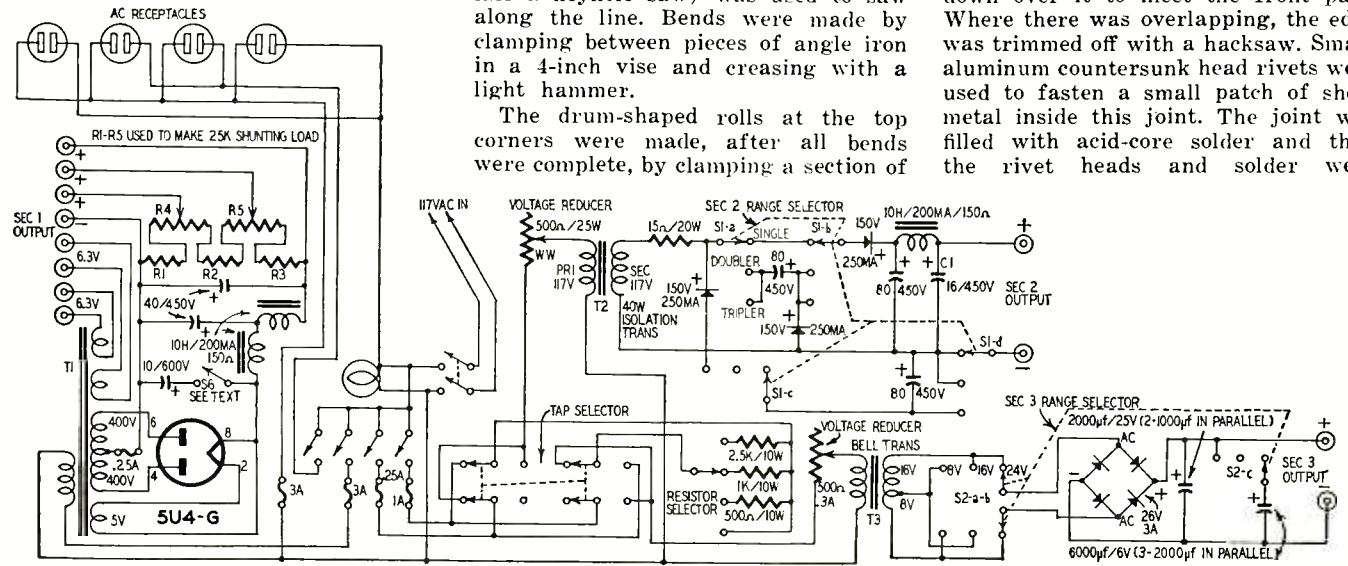 along the line. Bends were made by
clamping between pieces of angle iron
in a 4-inch vise and creasing with a
light hammer.
The drum-shaped rolls at the top
corners were made, after all bends
were complete, by clamping a section of
Where there was overlapping, the ed
was trimmed off with a hacksaw. Sma
aluminum countersunk head rivets we
used to fasten a small patch of she
metal inside this joint. The joint w
filled with acid-core solder and th
the rivet heads and solder we
AC RECEPTACLES
R1-R5 USED TO MAKE 25K SHUNTING LOAD
+
+
+
−
SEC 1
OUTPUT
6.3V
6.3V
R4
R5
R1
R2
R3
40/450V
+
+
10H/200MA
150Ω
10/600V
+
S6
SEE TEXT
T1
400V
.25A
400V
5V
6
4
8
2
5U4-G
3A
3A
.25A
1A
117VAC IN
TAP SELECTOR
VOLTAGE REDUCER
500Ω/25W
WW
PRI
117V
SEC
117V
T2
40W
ISOLATION
TRANS
15Ω/20W
SEC 2 RANGE SELECTOR
S1-a
SINGLE
S1-b
DOUBLER
TRIPLER
80
+
450V
150V
250MA
+
+
150V
250MA
150V
250MA
10H/200MA/150Ω
+
+
C1
80
450V
16/450V
+
SEC 2
OUTPUT
−
S1-c
S1-d
+
80
450V
RESISTOR
SELECTOR
2.5K/10W
1K/10W
500Ω/10W
VOLTAGE REDUCER
BELL TRANS
500Ω
.3A
T3
16V
8V
8V
16V
24V
S2-a-b
SEC 3 RANGE SELECTOR
2000µf/25V (2-1000µf IN PARALLEL)
AC
−
+
AC
26V
3A
+
S2-c
+
+
SEC 3
OUTPUT
−
6000µf/6V (3-2000µf IN PARALLEL)